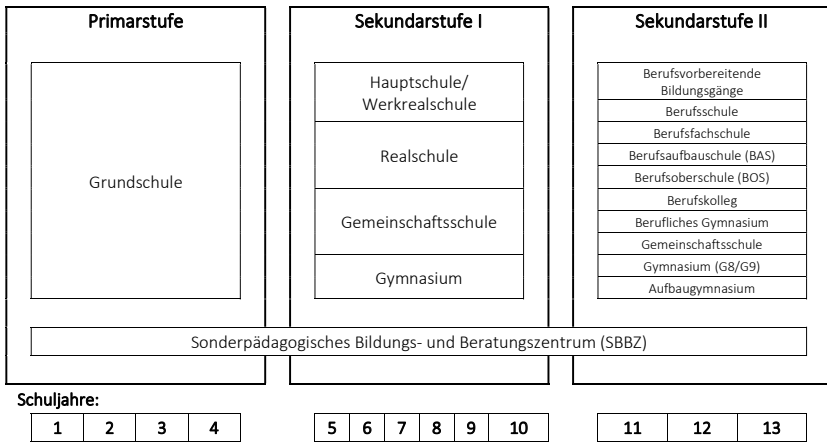 Primarstufe
Grundschule
Sekundarstufe I
Hauptschule/
Werkrealschule
Realschule
Gemeinschaftsschule
Gymnasium
Sekundarstufe II
Berufsvorbereitende
Bildungsgänge
Berufsschule
Berufsfachschule
Berufsaufbauschule (BAS)
Berufsoberschule (BOS)
Berufskolleg
Berufliches Gymnasium
Gemeinschaftsschule
Gymnasium (G8/G9)
Aufbaugymnasium
Sonderpädagogisches Bildungs- und Beratungszentrum (SBBZ)
Schuljahre:
1 2 3 4 5 6 7 8 9 10 11 12 13